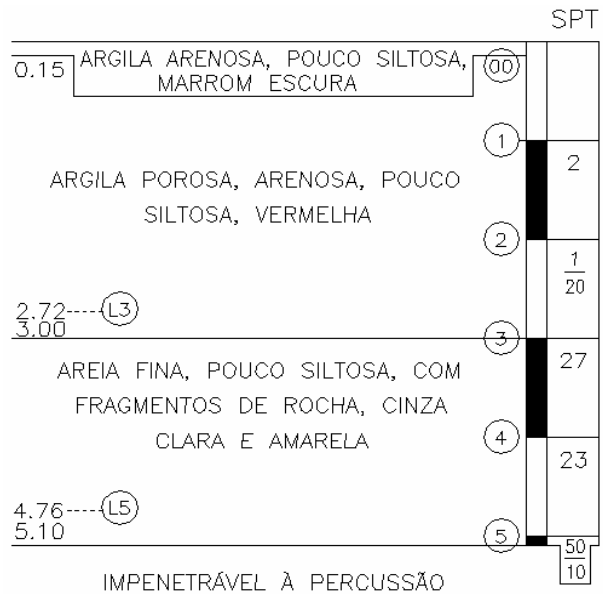 SPT
0.15 ARGILA ARENOSA, POUCO SILTOSA, 00
MARROM ESCURA
1
2
ARGILA POROSA, ARENOSA, POUCO
SILTOSA, VERMELHA
2
1
20
2.72 L3
3.00
3
27
AREIA FINA, POUCO SILTOSA, COM
FRAGMENTOS DE ROCHA, CINZA
CLARA E AMARELA
4
23
4.76 L5
5.10
5
50
10
IMPENETRÁVEL À PERCUSSÃO